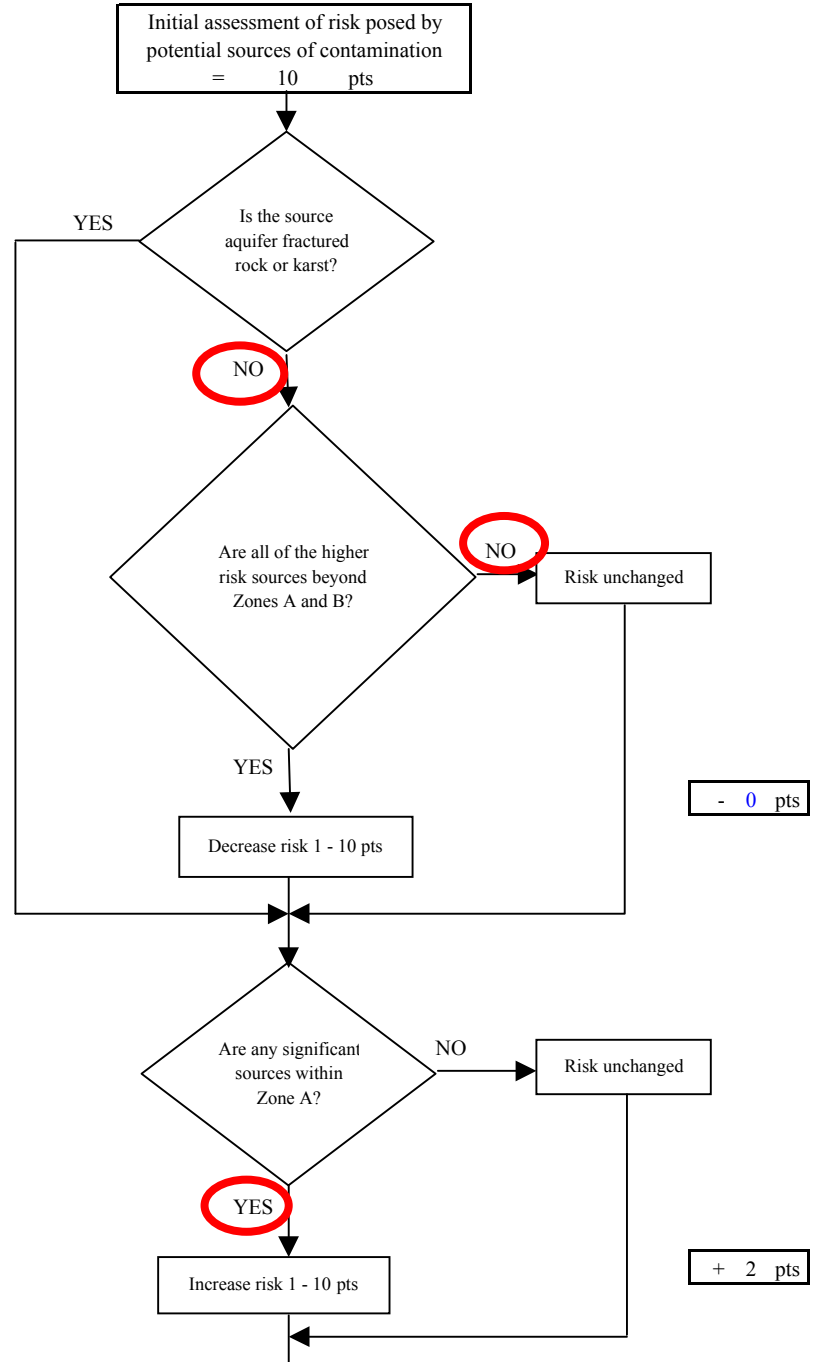 Initial assessment of risk posed by
potential sources of contamination
= 10 pts
YES
Is the source
aquifer fractured
rock or karst?
NO
Are all of the higher
risk sources beyond
Zones A and B?
NO
Risk unchanged
YES
- 0 pts
Decrease risk 1 - 10 pts
Are any significant
sources within
Zone A?
NO
Risk unchanged
YES
+ 2 pts
Increase risk 1 - 10 pts